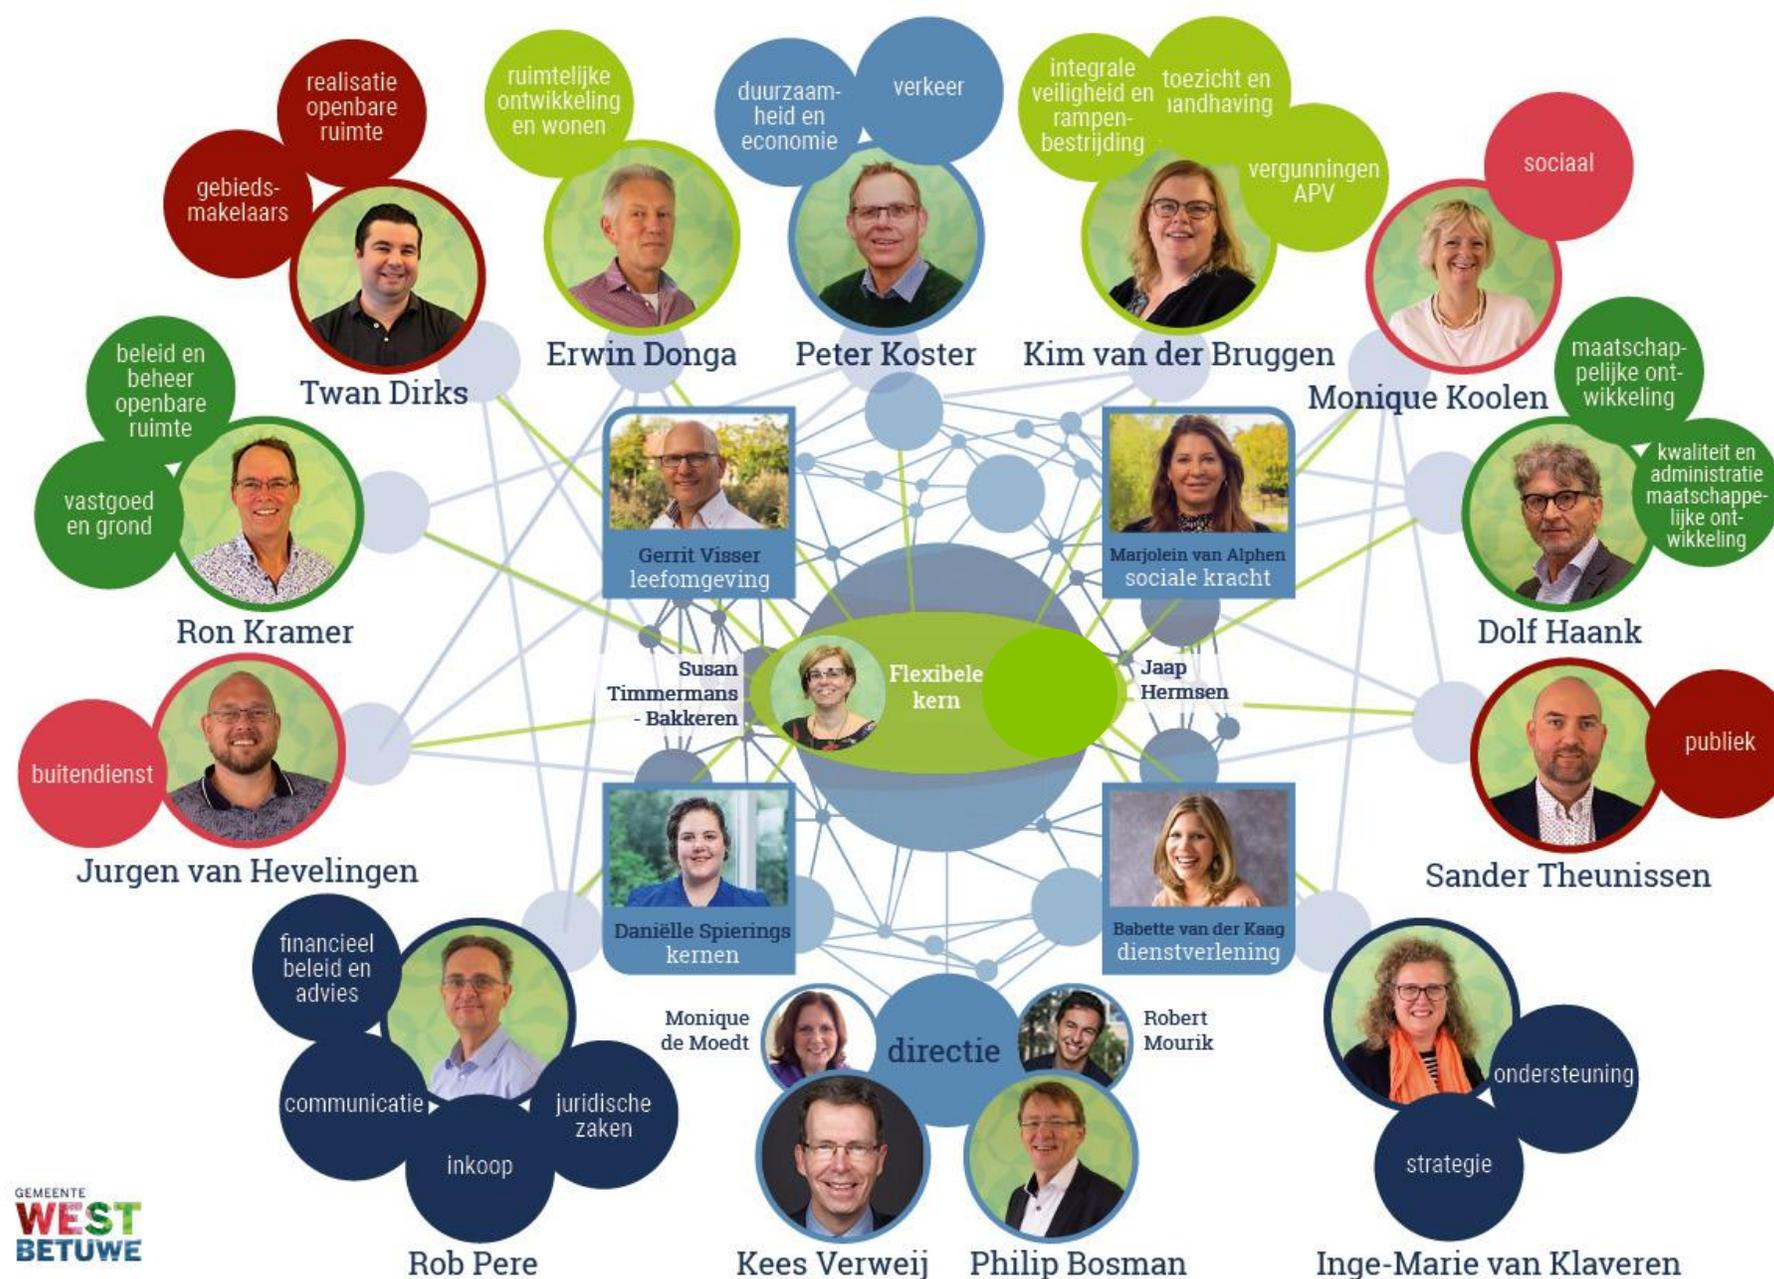 realisatie
openbare
ruimte
gebieds-
makelaars
Twan Dirks
ruimtelijke
ontwikkeling
en wonen
Erwin Donga
duurzaam-
heid en
economie
verkeer
Peter Koster
integrale
veiligheid en
rampen-
bestrijding
toezicht en
handhaving
vergunningen
APV
Kim van der Bruggen
sociaal
Monique Koolen
beleid en
beheer
openbare
ruimte
vastgoed
en grond
Ron Kramer
maatschap-
pelijke ont-
wikkeling
kwaliteit en
administratie
maatschappe-
lijke ont-
wikkeling
Dolf Haank
Gerrit Visser
leefomgeving
Marjolein van Alphen
sociale kracht
Susan
Timmermans
- Bakkeren
Flexibele
kern
Jaap
Hermsen
buitendienst
Jurgen van Hevelingen
publiek
Sander Theunissen
Daniëlle Spierings
kernen
Babette van der Kaag
dienstverlening
financieel
beleid en
advies
communicatie
inkoop
juridische
zaken
Rob Pere
Monique
de Moedt
directie
Robert
Mourik
Kees Verweij
Philip Bosman
ondersteuning
strategie
Inge-Marie van Klaveren
GEMEENTE
WEST
BETUWE